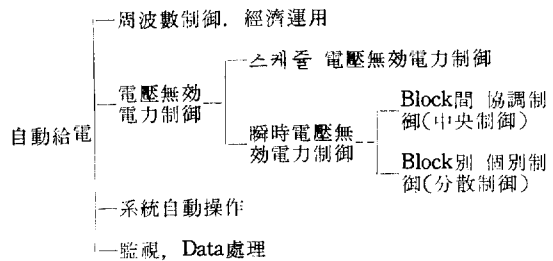 周波數制御, 經濟運用
스케쥴 電壓無効電力制御
電壓無効
電力制御
Block間 協調制
御(中央制御)
自動給電
瞬時電壓無
効電力制御
Block別 個別制
御(分散制御)
系統自動操作
監視, Data處理